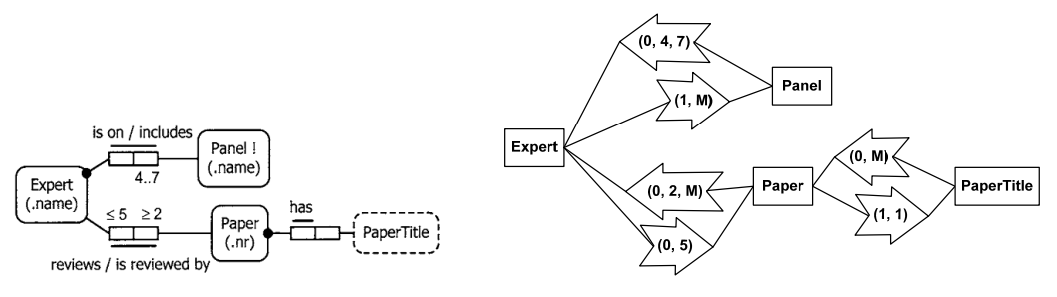 is on / includes
Expert
(.name)
Panel !
(.name)
4..7
≤ 5 ≥ 2
Paper
(.nr)
has
PaperTitle
reviews / is reviewed by
(0, 4, 7)
Panel
(1, M)
Expert
(0, 2, M)
Paper
(0, M)
PaperTitle
(1, 1)
(0, 5)